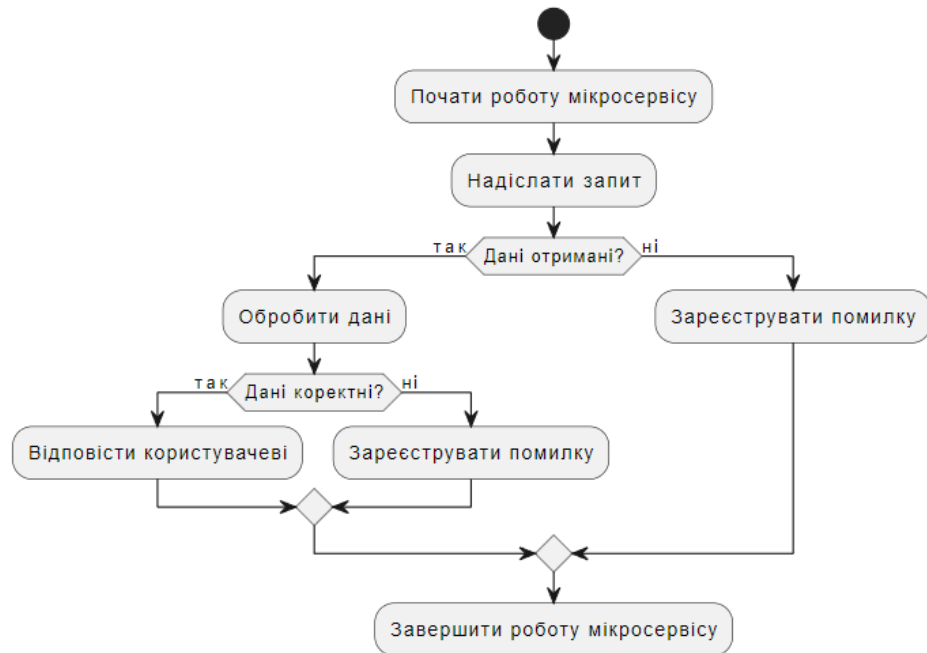 Почати роботу мікросервісу
Надіслати запит
так
Дані отримані?
ні
Обробити дані
Зареєструвати помилку
так
Дані коректні?
ні
Відповісти користувачеві
Зареєструвати помилку
Завершити роботу мікросервісу